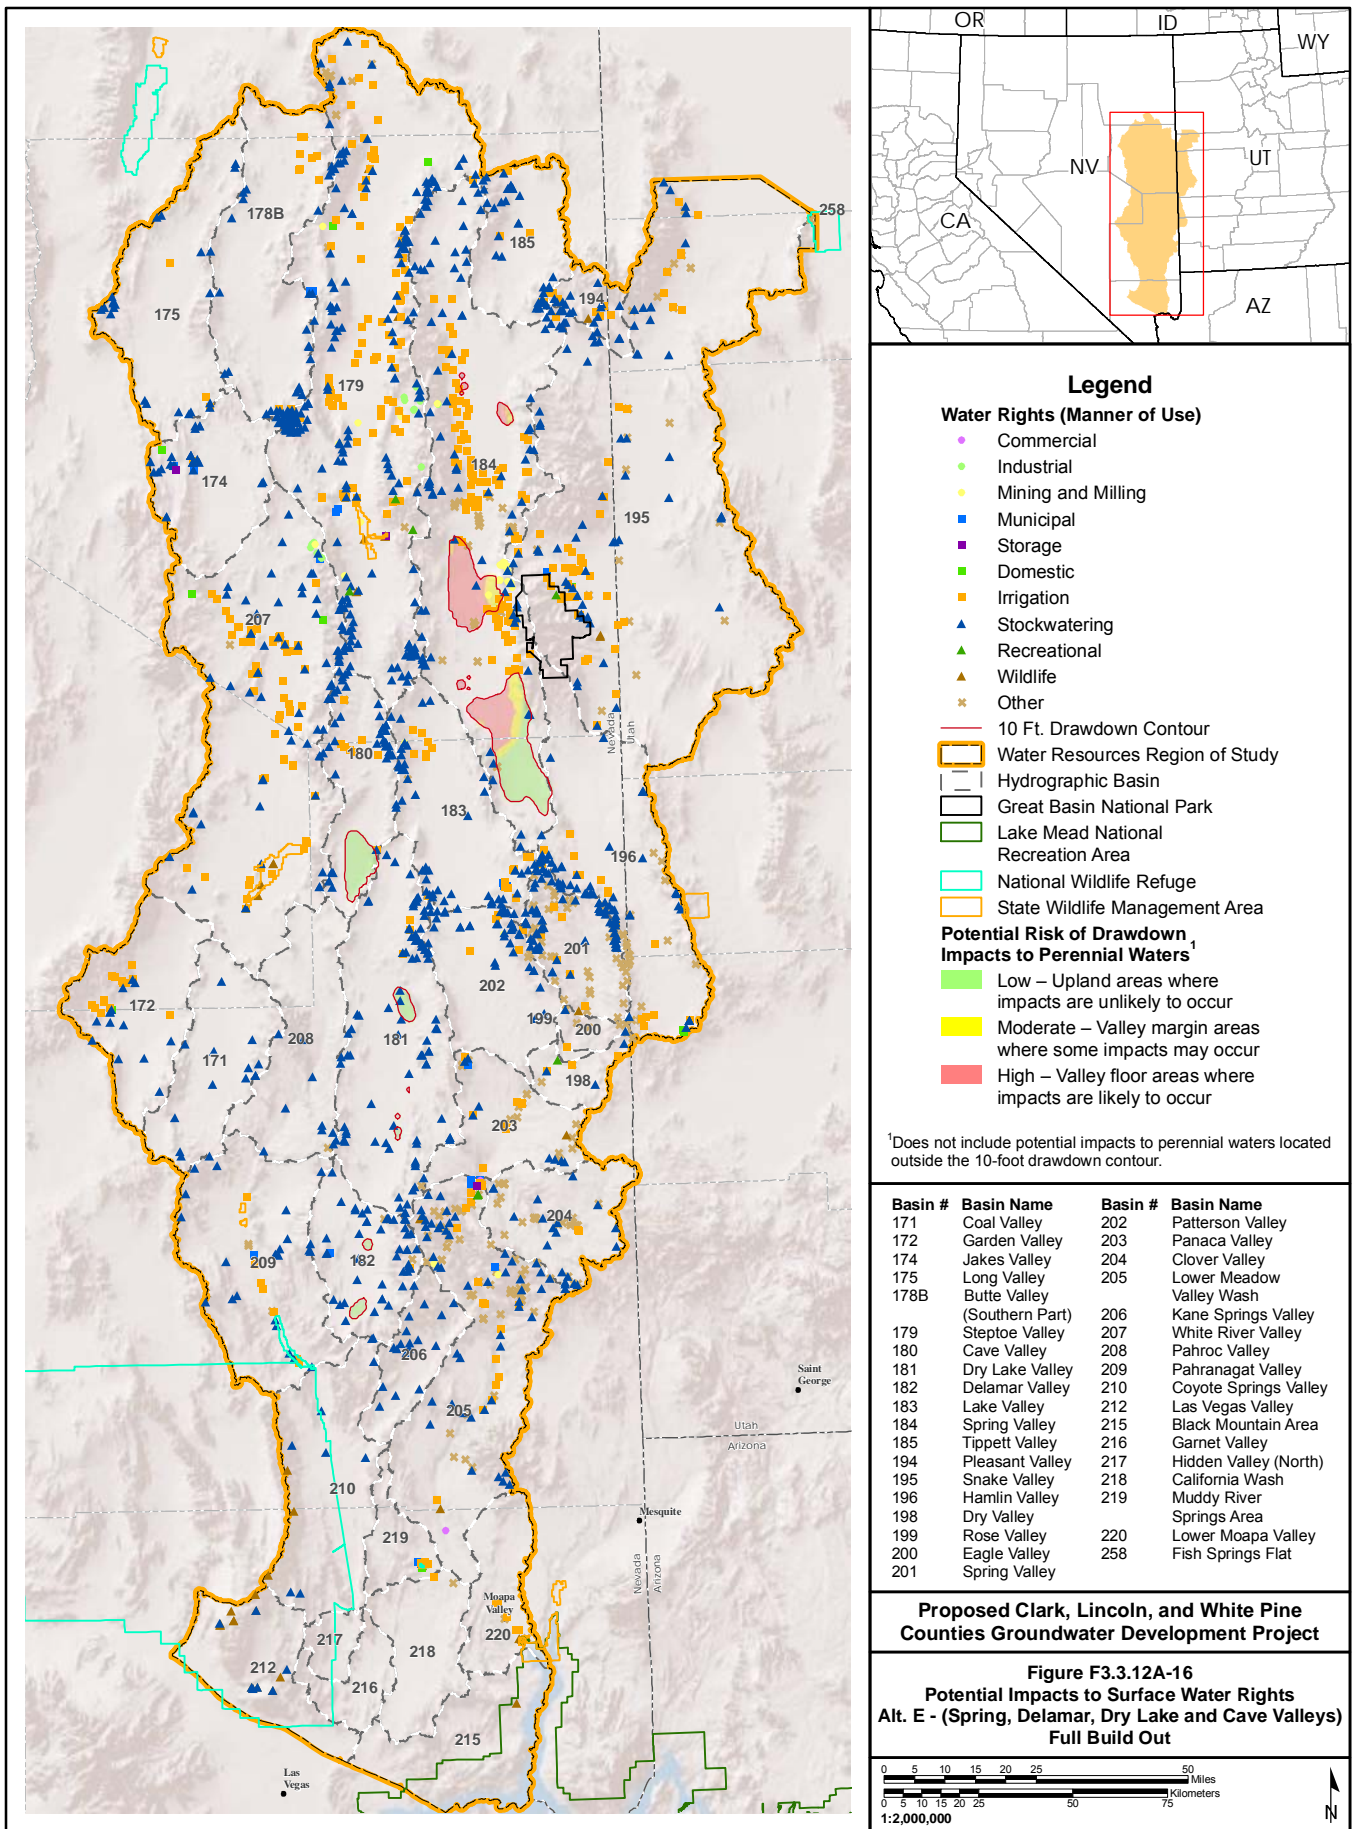 OR
ID
WY
NV
UT
CA
AZ
258
178B
185
194
175
179
184
174
195
207
180
183
196
201
202
172
199
200
208
181
171
198
203
204
209
182
206
205
210
219
217
218
220
212
216
215
Nevada
Utah
Saint
George
Utah
Arizona
Mesquite
Nevada
Arizona
Moapa
Valley
Las
Vegas
Legend
Water Rights (Manner of Use)
Commercial
Industrial
Mining and Milling
Municipal
Storage
Domestic
Irrigation
Stockwatering
Recreational
Wildlife
Other
10 Ft. Drawdown Contour
Water Resources Region of Study
Hydrographic Basin
Great Basin National Park
Lake Mead National
Recreation Area
National Wildlife Refuge
State Wildlife Management Area
Potential Risk of Drawdown
Impacts to Perennial Waters 1
Low – Upland areas where
impacts are unlikely to occur
Moderate – Valley margin areas
where some impacts may occur
High – Valley floor areas where
impacts are likely to occur
1Does not include potential impacts to perennial waters located
outside the 10-foot drawdown contour.
Basin # Basin Name Basin # Basin Name
171 Coal Valley 202 Patterson Valley
172 Garden Valley 203 Panaca Valley
174 Jakes Valley 204 Clover Valley
175 Long Valley 205 Lower Meadow
178B Butte Valley Valley Wash
(Southern Part) 206 Kane Springs Valley
179 Steptoe Valley 207 White River Valley
180 Cave Valley 208 Pahroc Valley
181 Dry Lake Valley 209 Pahranagat Valley
182 Delamar Valley 210 Coyote Springs Valley
183 Lake Valley 212 Las Vegas Valley
184 Spring Valley 215 Black Mountain Area
185 Tippett Valley 216 Garnet Valley
194 Pleasant Valley 217 Hidden Valley (North)
195 Snake Valley 218 California Wash
196 Hamlin Valley 219 Muddy River
198 Dry Valley Springs Area
199 Rose Valley 220 Lower Moapa Valley
200 Eagle Valley 258 Fish Springs Flat
201 Spring Valley
Proposed Clark, Lincoln, and White Pine
Counties Groundwater Development Project
Figure F3.3.12A-16
Potential Impacts to Surface Water Rights
Alt. E - (Spring, Delamar, Dry Lake and Cave Valleys)
Full Build Out
0 5 10 15 20 25 50
Miles
Kilometers
0 5 10 15 20 25 50 75
1:2,000,000
N